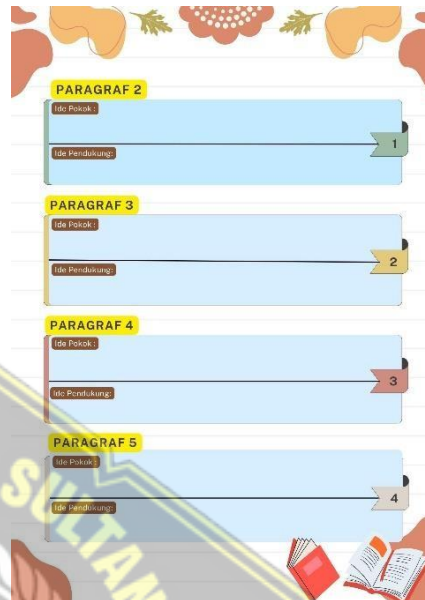 PARAGRAF 2
Ide Pokok :
1
Ide Pendukung:
PARAGRAF 3
Ide Pokok :
2
Ide Pendukung:
PARAGRAF 4
Ide Pokok :
3
Ide Pendukung:
PARAGRAF 5
Ide Pokok :
4
Ide Pendukung:
SULTAN